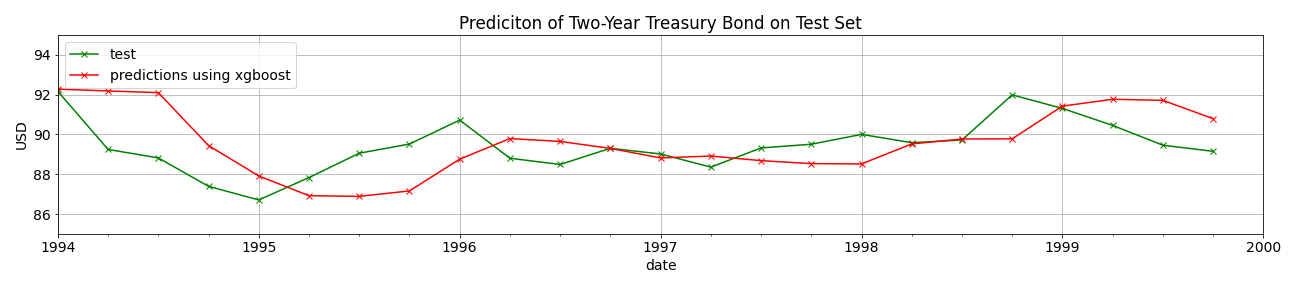 Prediciton of Two-Year Treasury Bond on Test Set
test
predictions using xgboost
USD
94
92
90
88
86
1994 1995 1996 1997 1998 1999 2000
date